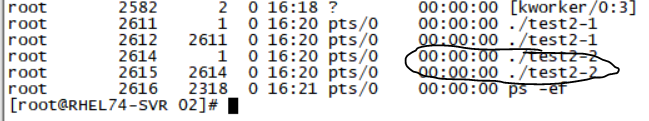 root 2582 2 0 16:18 ? 00:00:00 [kworker/0:3]
root 2611 1 0 16:20 pts/0 00:00:00 ./test2-1
root 2612 2611 0 16:20 pts/0 00:00:00 ./test2-1
root 2614 1 0 16:20 pts/0 00:00:00 ./test2-2
root 2615 2614 0 16:20 pts/0 00:00:00 ./test2-2
root 2616 2318 0 16:21 pts/0 00:00:00 ps -ef
[root@RHEL74-SVR 02]#